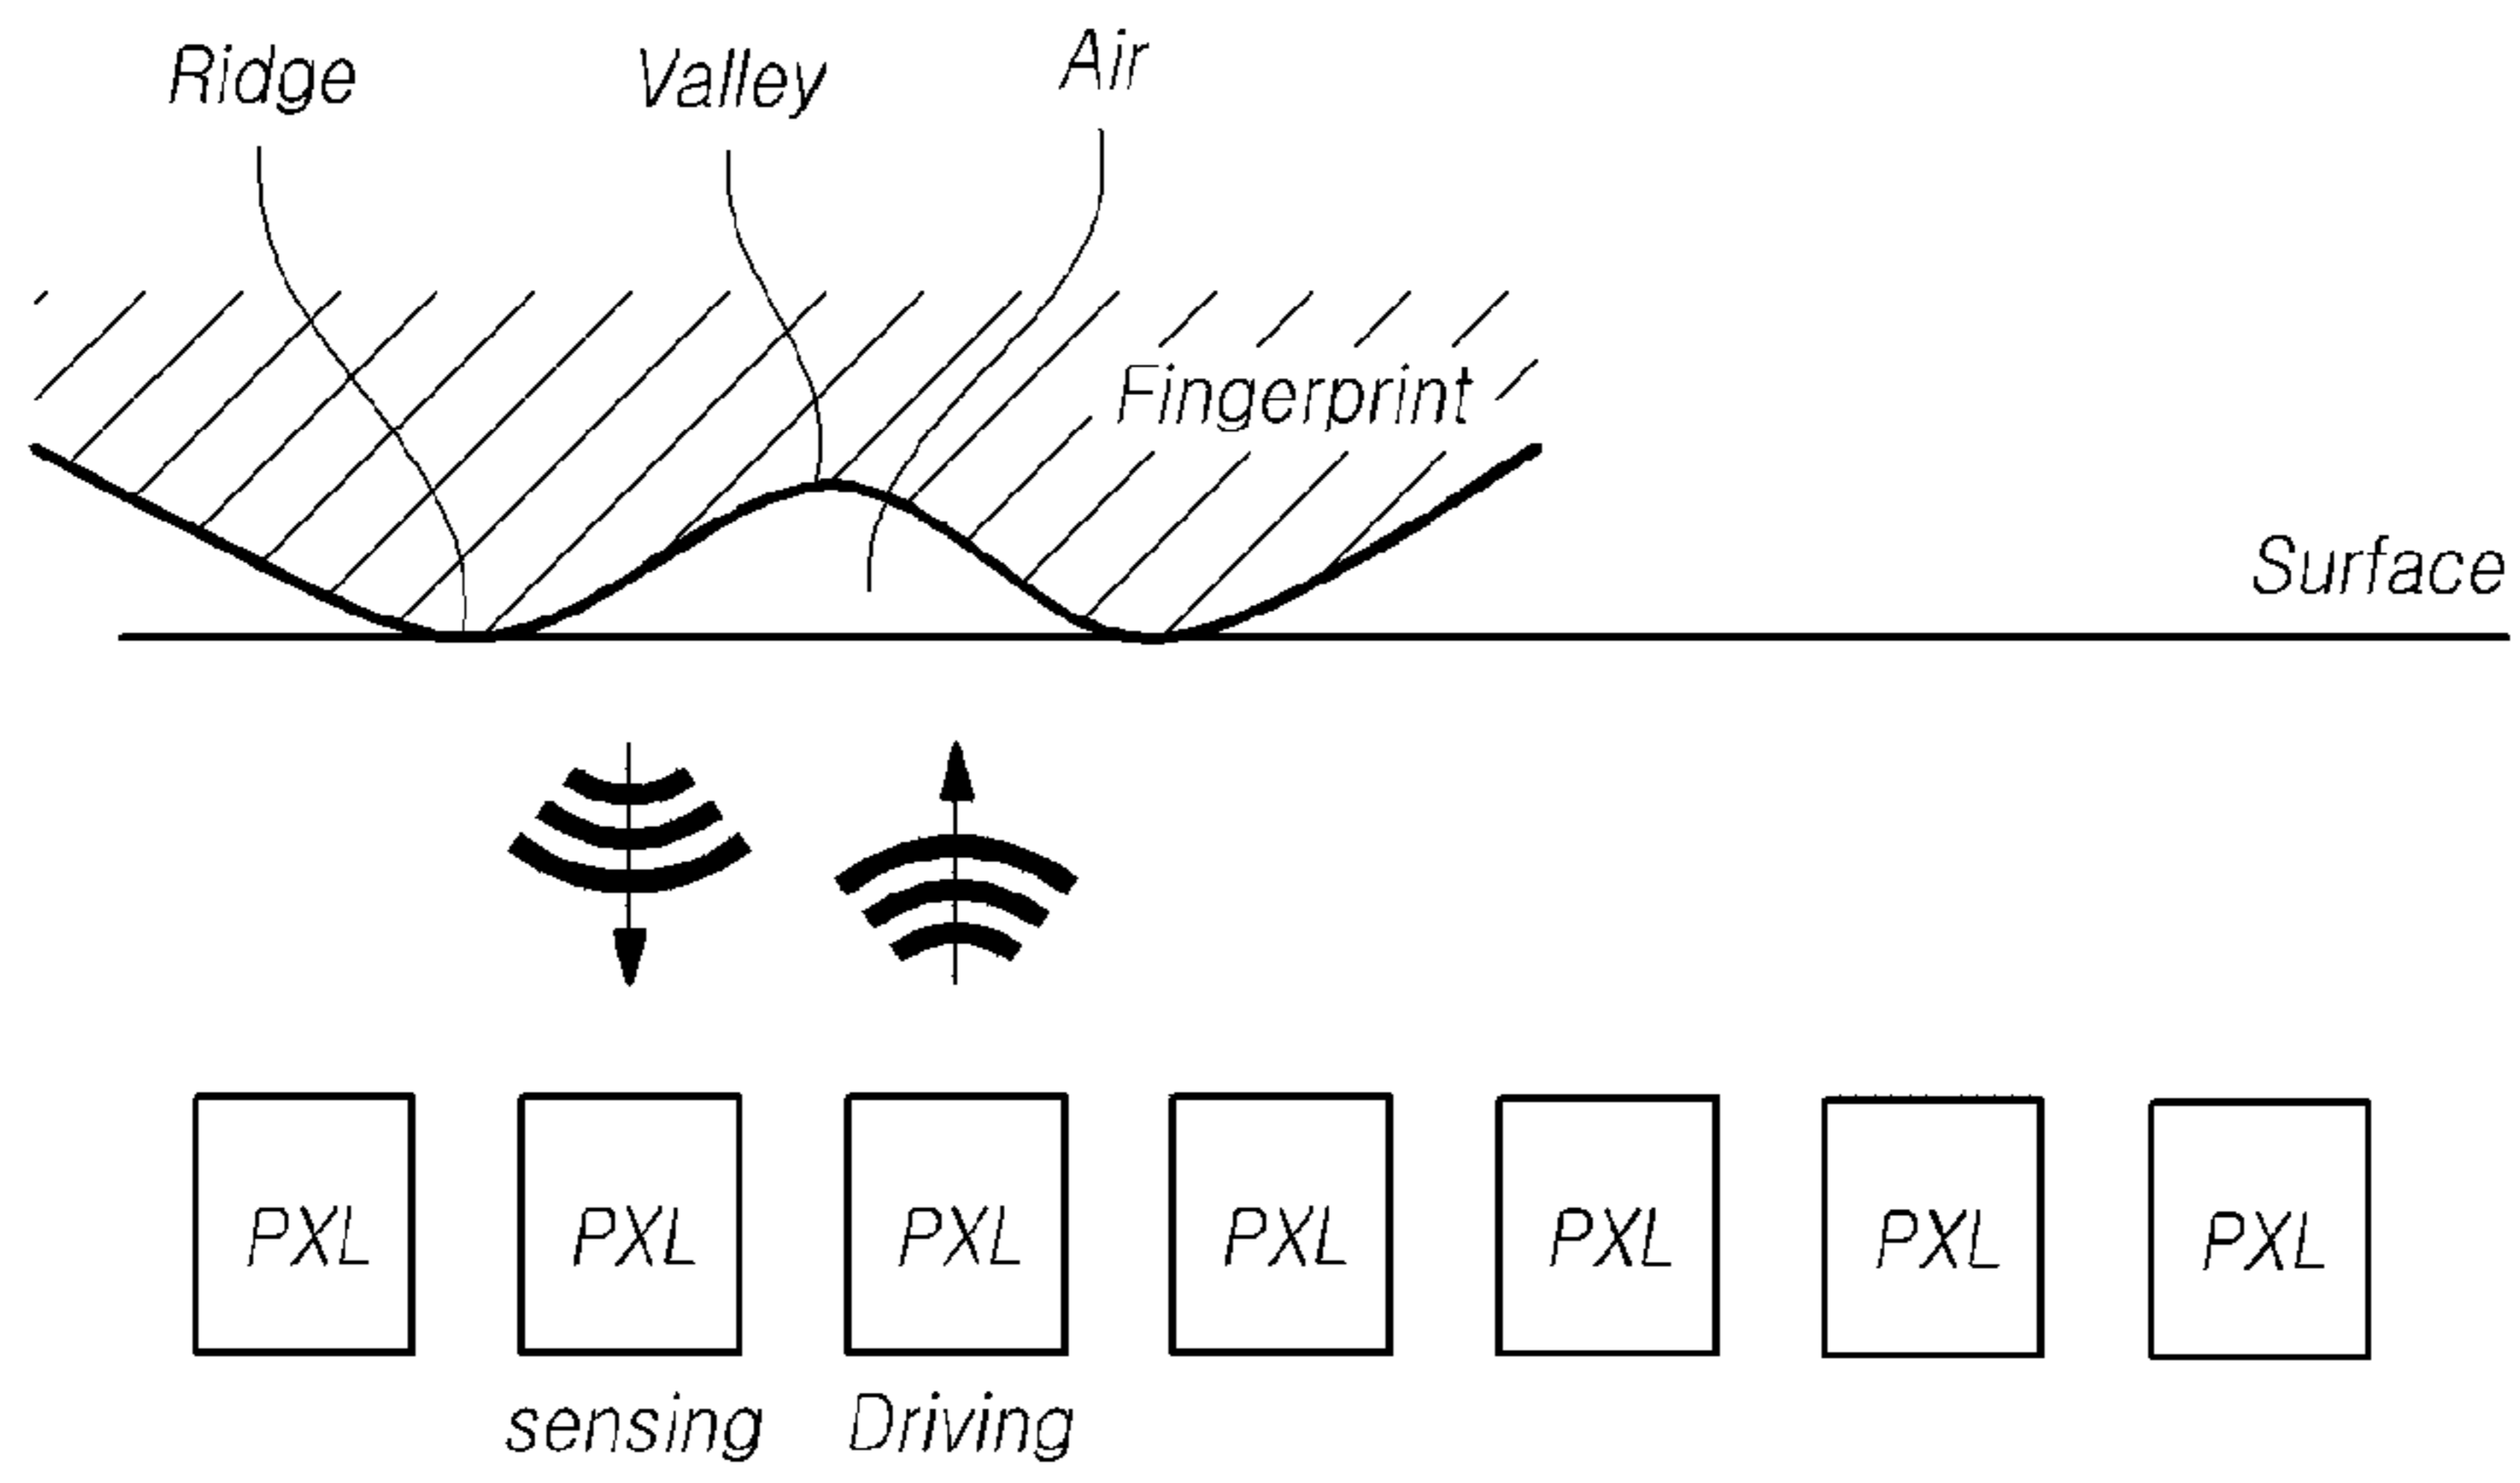 Ridge Valley Air
Fingerprint
Surface
PXL PXL PXL PXL PXL PXL PXL
sensing Driving